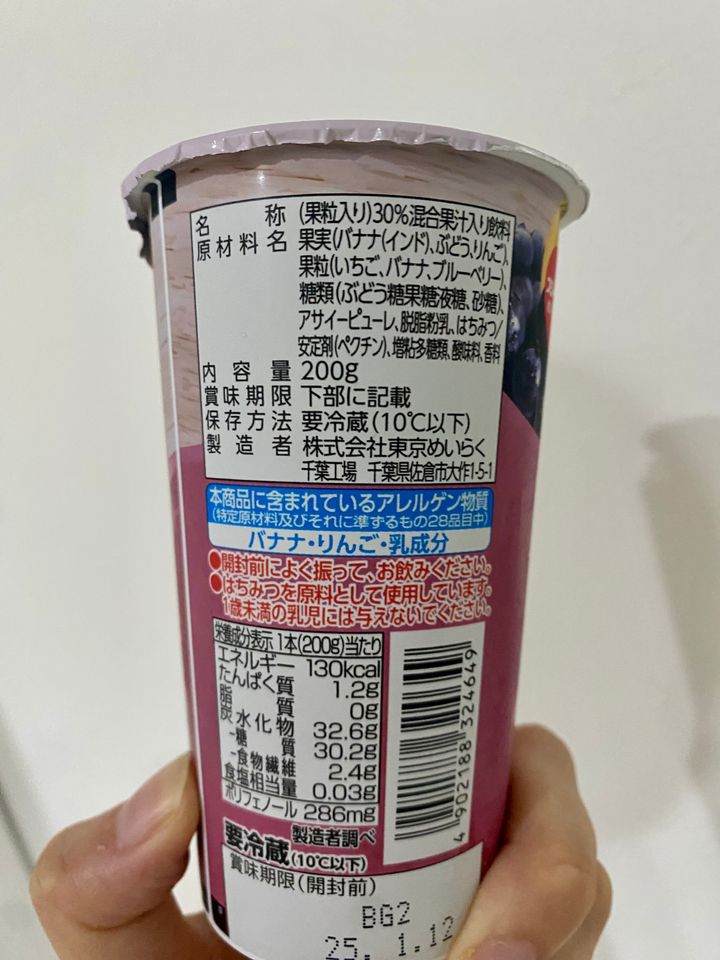 名称 (果粒入り)30%混合果汁入り飲料
原材料名 果実(バナナ(インド)、ぶどう、りんご)、
果粒(いちご、バナナ、ブルーベリー)、
糖類(ぶどう糖果糖液糖、砂糖)、
アサイーピューレ、脱脂粉乳、はちみつ/
安定剤(ペクチン)、増粘多糖類、酸味料、香料
内容量 200g
賞味期限 下部に記載
保存方法 要冷蔵(10℃以下)
製造者 株式会社東京めいらく
千葉工場 千葉県佐倉市大作1-5-1
本商品に含まれているアレルゲン物質
(特定原材料及びそれに準ずるもの28品目中)
バナナ・りんご・乳成分
●開封前によく振って、お飲みください。
●はちみつを原料として使用しています。
1歳未満の乳児には与えないでください。
栄養成分表示 1本(200g)当たり
エネルギー 130kcal
たんぱく質 1.2g
脂質 0g
炭水化物 32.6g
-糖質 30.2g
-食物繊維 2.4g
食塩相当量 0.03g
ポリフェノール 286mg
製造者調べ
4 902188 324649
要冷蔵(10℃以下)
賞味期限(開封前)
BG2
25. 1.12